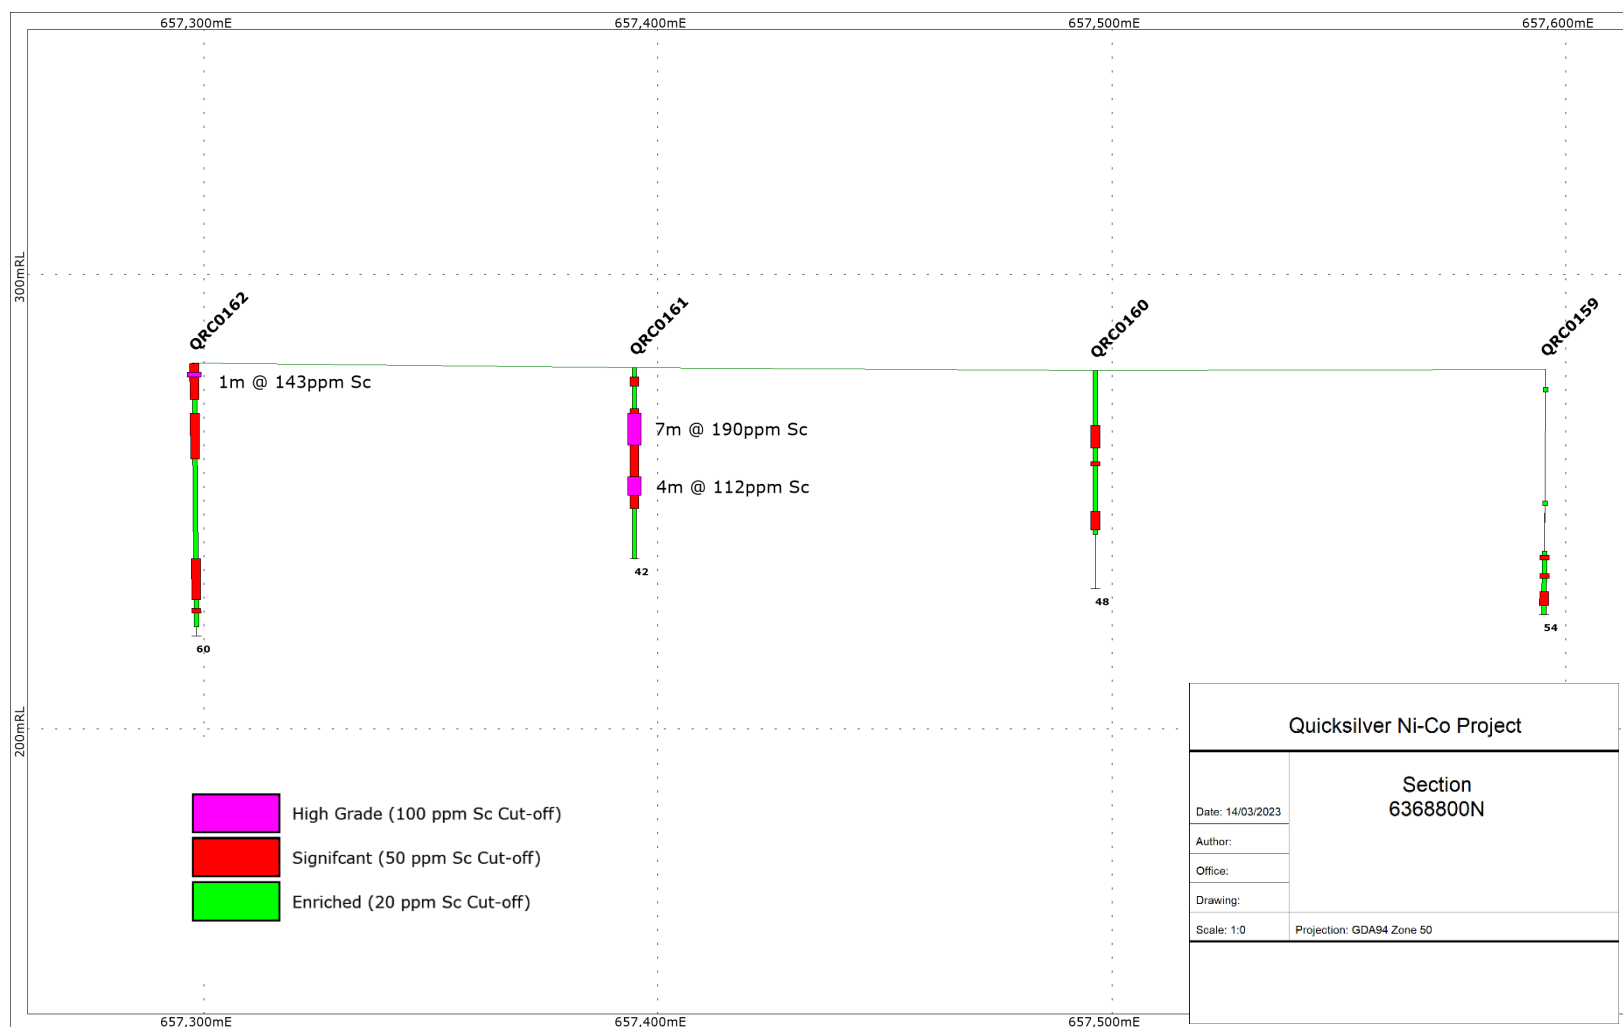 657,300mE
657,400mE
657,500mE
657,600mE
300mRL
QRC0162
QRC0161
QRC0160
QRC0159
1m @ 143ppm Sc
7m @ 190ppm Sc
4m @ 112ppm Sc
42
48
54
60
200mRL
Quicksilver Ni-Co Project
Section
6368800N
Date: 14/03/2023
Author:
Office:
Drawing:
Scale: 1:0
Projection: GDA94 Zone 50
High Grade (100 ppm Sc Cut-off)
Signifcant (50 ppm Sc Cut-off)
Enriched (20 ppm Sc Cut-off)
657,300mE
657,400mE
657,500mE